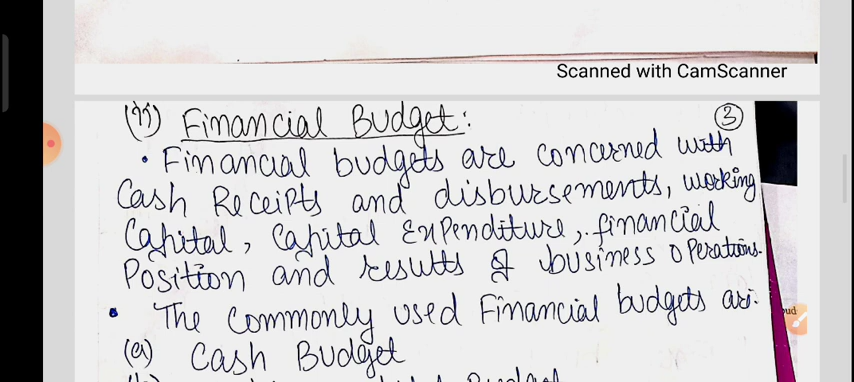 Scanned with CamScanner
(ii) Financial Budget:
3
• Financial budgets are concerned with
Cash Receipts and disbursements, working
Capital, Capital Expenditure, financial
Position and results of business operations.
• The commonly used Financial budgets are:
(a) Cash Budget
Budget